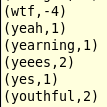 (wtf,-4)
(yeah,1)
(yearning,1)
(yeees,2)
(yes,1)
(youthful,2)